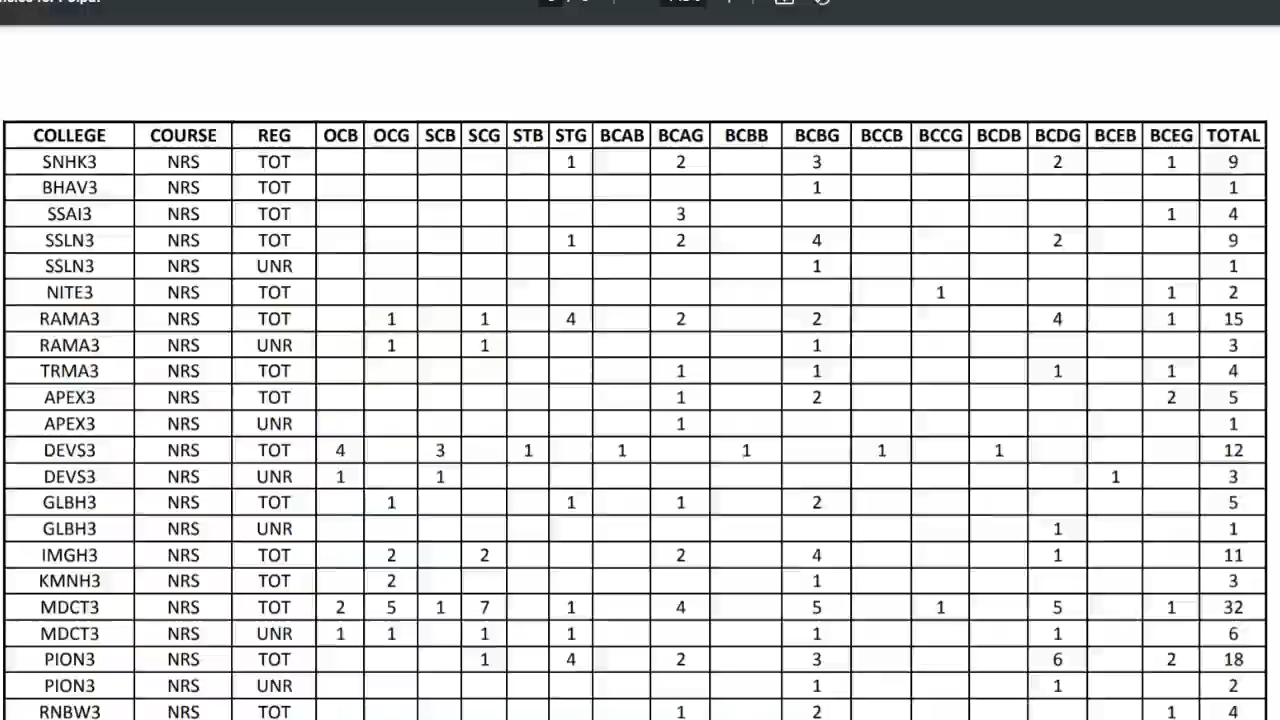 COLLEGE COURSE REG OCB OCG SCB SCG STB STG BCAB BCAG BCBB BCBG BCCB BCCG BCDB BCDG BCEB BCEG TOTAL
SNHK3 NRS TOT 1 2 3 2 1 9
BHAV3 NRS TOT 1 1
SSAI3 NRS TOT 3 1 4
SSLN3 NRS TOT 1 2 4 2 9
SSLN3 NRS UNR 1 1
NITE3 NRS TOT 1 1 2
RAMA3 NRS TOT 1 1 4 2 2 4 1 15
RAMA3 NRS UNR 1 1 1 3
TRMA3 NRS TOT 1 1 1 1 4
APEX3 NRS TOT 1 2 2 5
APEX3 NRS UNR 1 1
DEVS3 NRS TOT 4 3 1 1 1 1 1 12
DEVS3 NRS UNR 1 1 1 3
GLBH3 NRS TOT 1 1 1 2 5
GLBH3 NRS UNR 1 1
IMGH3 NRS TOT 2 2 2 4 1 11
KMNH3 NRS TOT 2 1 3
MDCT3 NRS TOT 2 5 1 7 1 4 5 1 5 1 32
MDCT3 NRS UNR 1 1 1 1 1 1 6
PION3 NRS TOT 1 4 2 3 6 2 18
PION3 NRS UNR 1 1 2
RNBW3 NRS TOT 1 2 1 4